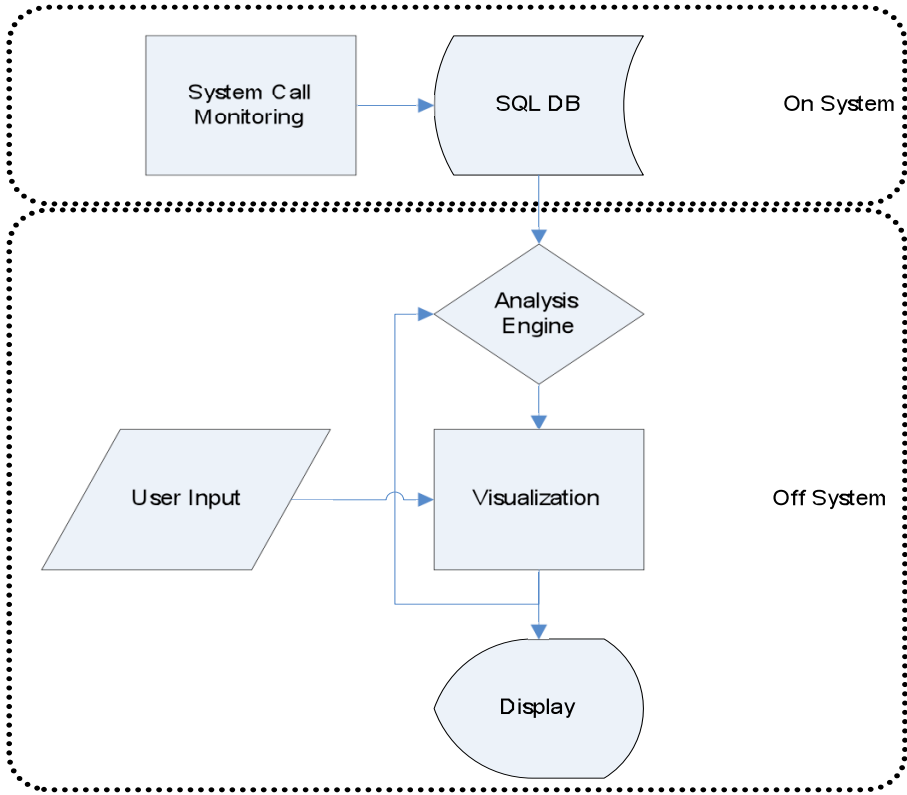 System Call
Monitoring
SQL DB
On System
Analysis
Engine
User Input
Visualization
Off System
Display